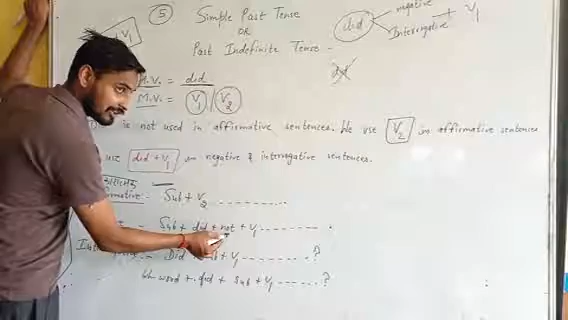 5 Simple Past Tense
OR
Past Indefinite Tense -
did negative
Interrogative + V1
V1
H.V. = did
M.V. = V1 / V2
is not used in affirmative sentences. We use V2 in affirmative sentences
use did + V1 in negative & interrogative sentences.
Sub + V2 ----------
Sub + did + not + V1 -------- .
Did + V1 ------ . ?
Wh word + did + sub + V1 ------ ?